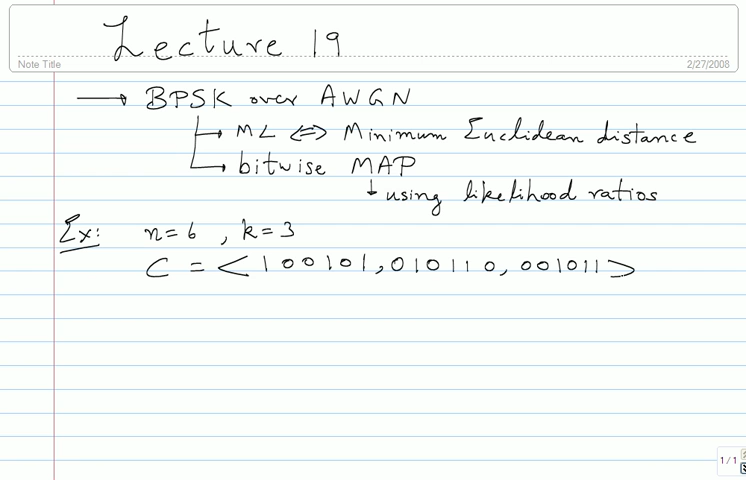 Lecture 19
Note Title
2/27/2008
→ BPSK over AWGN
→ ML ⇔ Minimum Euclidean distance
→ bitwise MAP
↓ using likelihood ratios
Ex: n=6 , k=3
C = <100101, 010110, 001011>
1 / 1